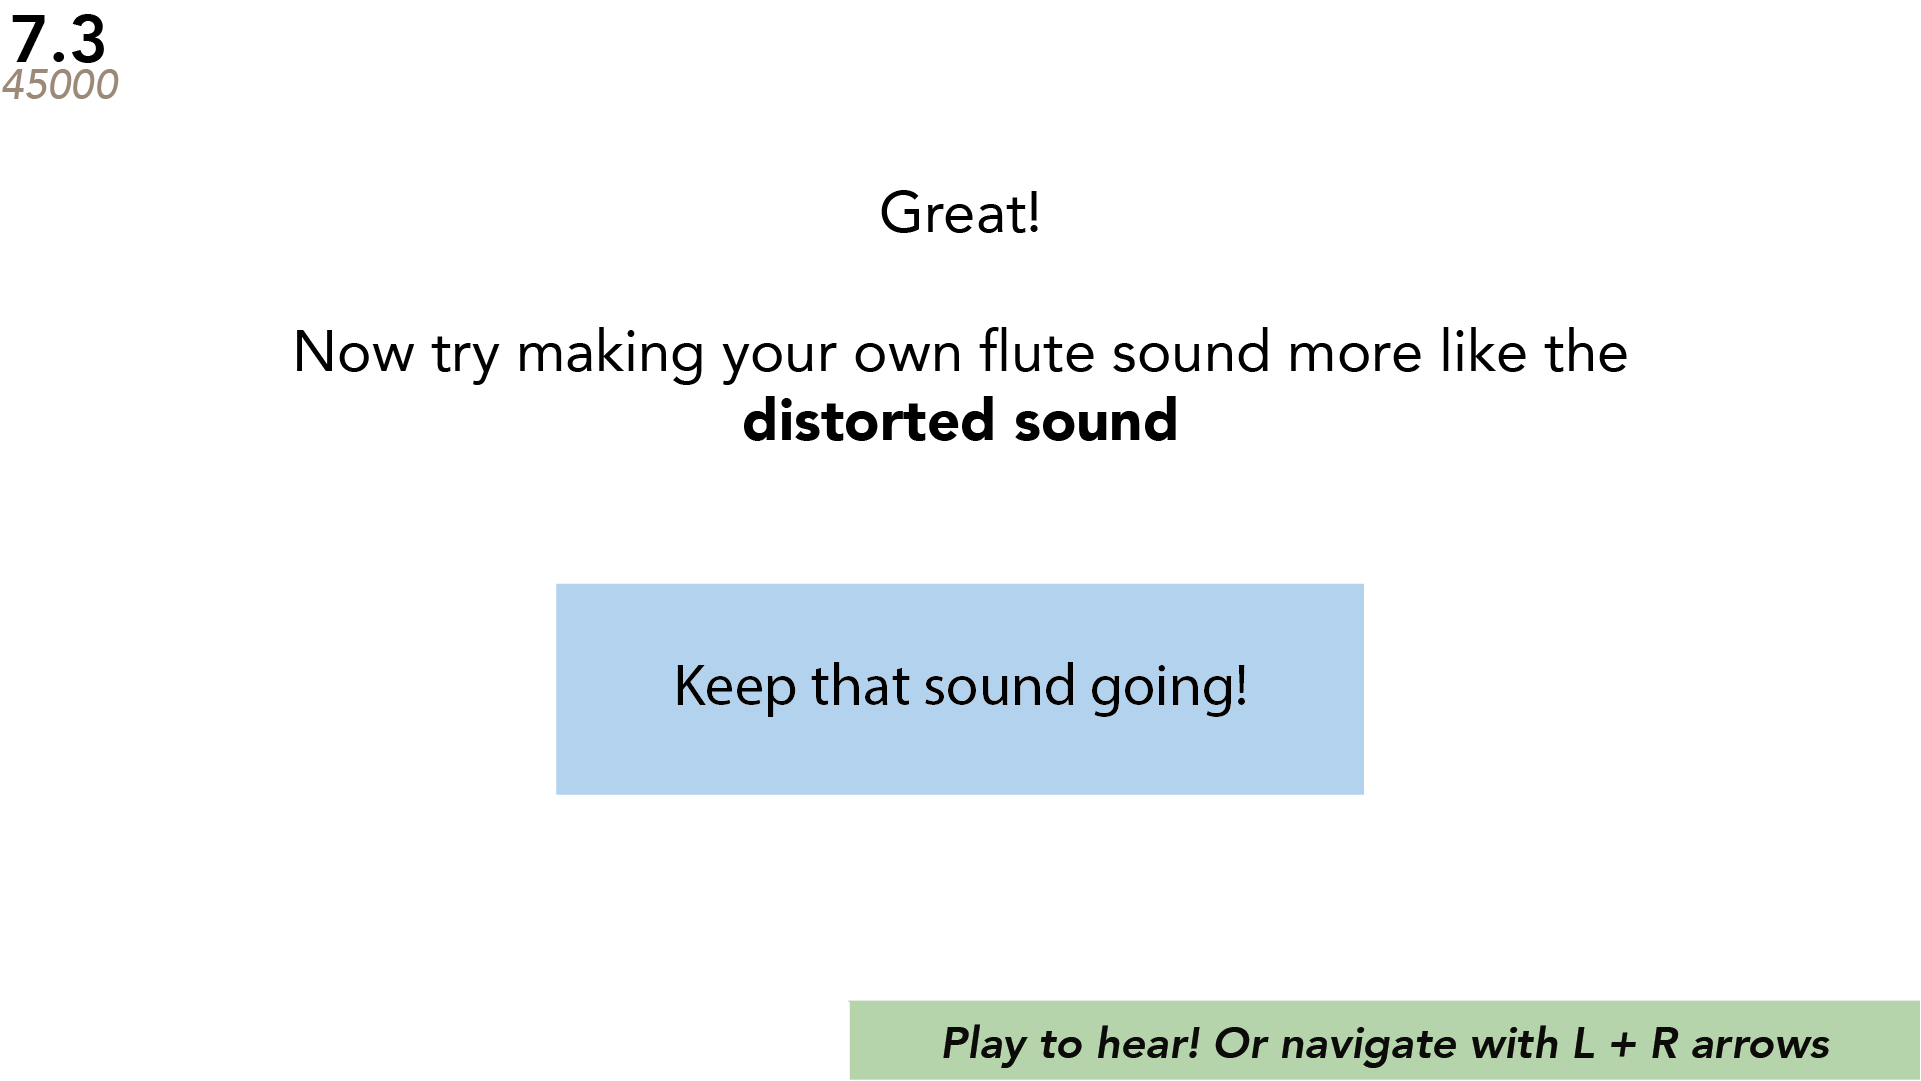 7.3
45000
Great!
Now try making your own flute sound more like the
distorted sound
Keep that sound going!
Play to hear! Or navigate with L + R arrows